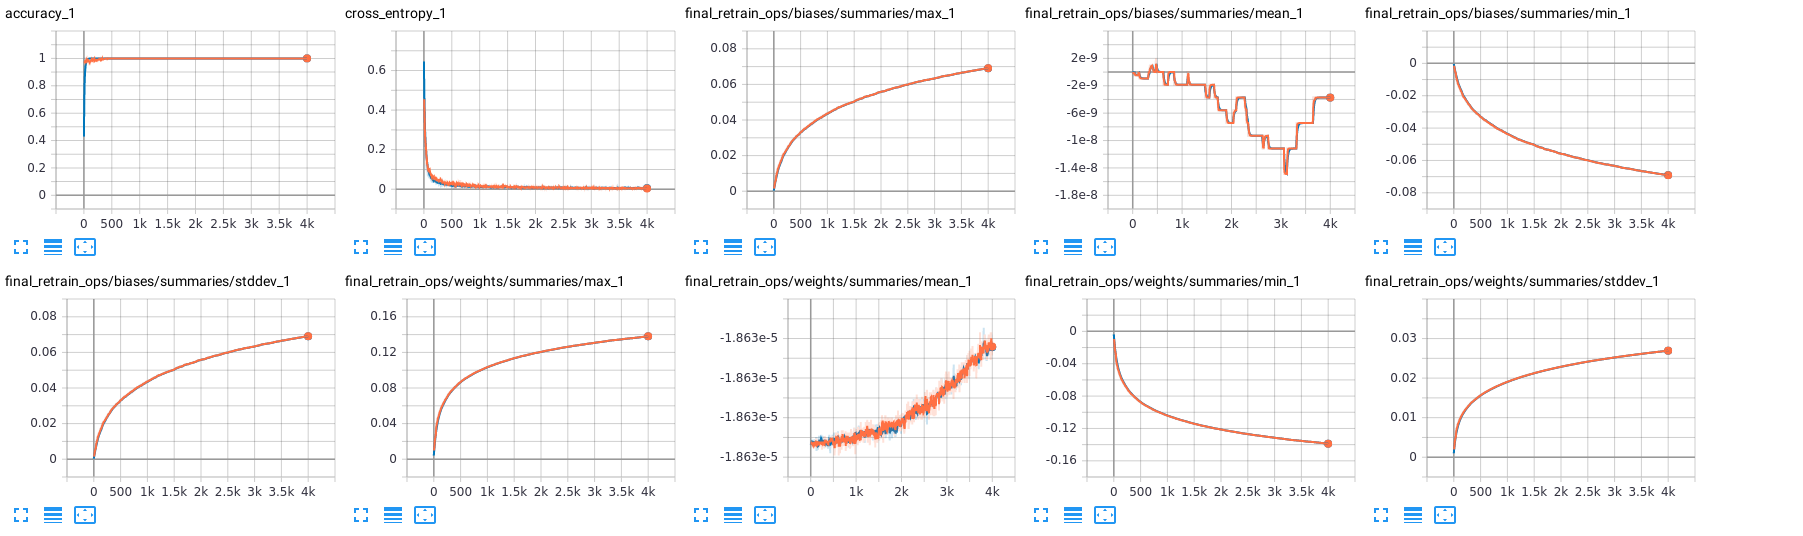 accuracy_1
1
0.8
0.6
0.4
0.2
0
0 500 1k 1.5k 2k 2.5k 3k 3.5k 4k
cross_entropy_1
0.6
0.4
0.2
0
0 500 1k 1.5k 2k 2.5k 3k 3.5k 4k
final_retrain_ops/biases/summaries/max_1
0.08
0.04
0.02
0
0 500 1k 1.5k 2k 2.5k 3k 3.5k 4k
final_retrain_ops/biases/summaries/mean_1
2e-9
-2e-9
-6e-9
-1e-8
-1.4e-8
-1.8e-8
0 1k 2k 3k 4k
final_retrain_ops/biases/summaries/min_1
0
-0.02
-0.04
-0.06
-0.08
0 500 1k 1.5k 2k 2.5k 3k 3.5k 4k
final_retrain_ops/biases/summaries/stddev_1
0.08
0.06
0.04
0.02
0
0 500 1k 1.5k 2k 2.5k 3k 3.5k 4k
final_retrain_ops/weights/summaries/max_1
0.16
0.12
0.08
0.04
0
0 500 1k 1.5k 2k 2.5k 3k 3.5k 4k
final_retrain_ops/weights/summaries/mean_1
-1.863e-5
-1.863e-5
-1.863e-5
-1.863e-5
0 1k 2k 3k 4k
final_retrain_ops/weights/summaries/min_1
0
-0.04
-0.08
-0.12
-0.16
0 500 1k 1.5k 2k 2.5k 3k 3.5k 4k
final_retrain_ops/weights/summaries/stddev_1
0.03
0.02
0.01
0
0 500 1k 1.5k 2k 2.5k 3k 3.5k 4k